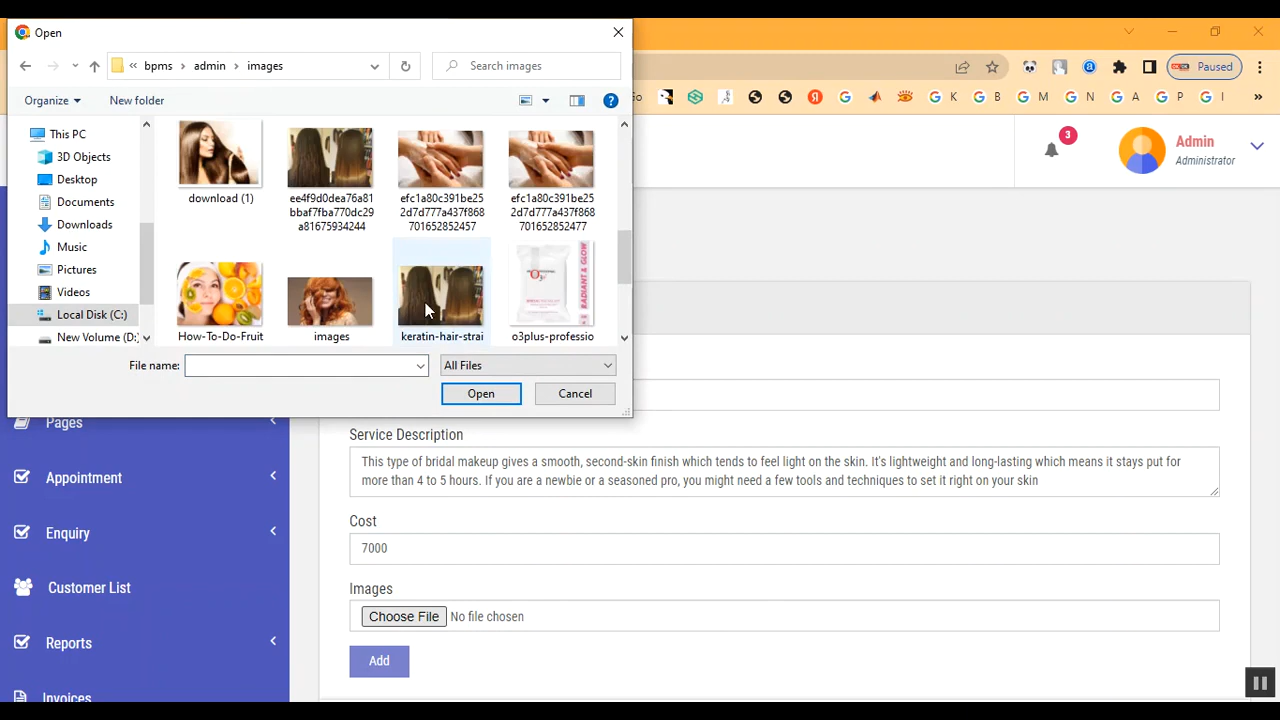 Open
« bpms > admin > images
Search images
Paused
Organize
New folder
K
B
M
N
A
P
»
This PC
3D Objects
Desktop
Documents
Downloads
Music
Pictures
Videos
Local Disk (C:)
New Volume (D:)
download (1)
ee4f9d0dea76a81
bbaf7fba770dc29
a81675934244
efc1a80c391be25
2d7d777a437f868
701652852457
efc1a80c391be25
2d7d777a437f868
701652852477
RADIANT & GLOW
How-To-Do-Fruit
images
keratin-hair-strai
o3plus-professio
File name:
All Files
Open
Cancel
3
Admin
Administrator
Pages
Appointment
Enquiry
Customer List
Reports
Invoices
Service Description
This type of bridal makeup gives a smooth, second-skin finish which tends to feel light on the skin. It's lightweight and long-lasting which means it stays put for
more than 4 to 5 hours. If you are a newbie or a seasoned pro, you might need a few tools and techniques to set it right on your skin
Cost
7000
Images
Choose File No file chosen
Add